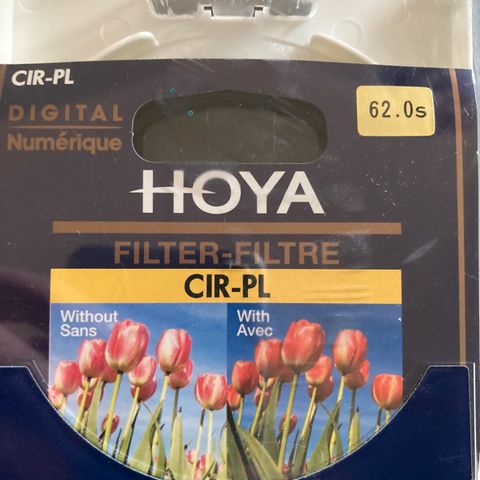 CIR-PL
DIGITAL
Numérique
62.0s
HOYA
FILTER-FILTRE
CIR-PL
Without
Sans
With
Avec